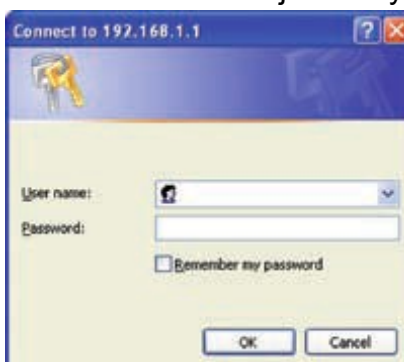 Connect to 192.168.1.1
User name:
Password:
Remember my password
OK Cancel